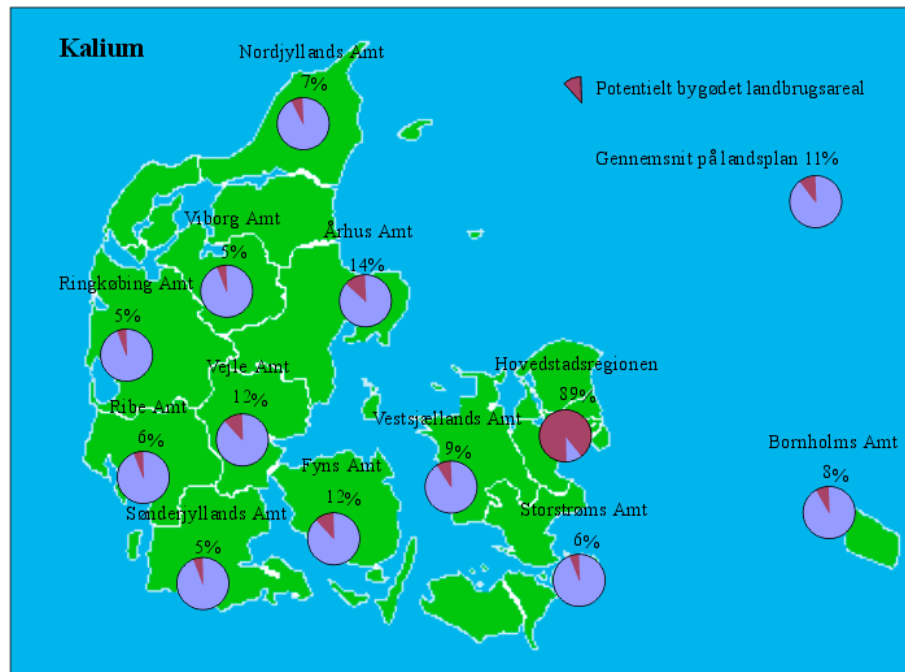 Kalium
Nordjyllands Amt
7%
Potentielt bygødet landbrugsareal
Gennemsnit på landsplan 11%
Viborg Amt
5%
Århus Amt
14%
Ringkøbing Amt
5%
Vejle Amt
12%
Hovedstadsregionen
89%
Ribe Amt
6%
Vestsjællands Amt
9%
Bornholms Amt
8%
Fyns Amt
12%
Sønderjyllands Amt
5%
Storstrøms Amt
6%